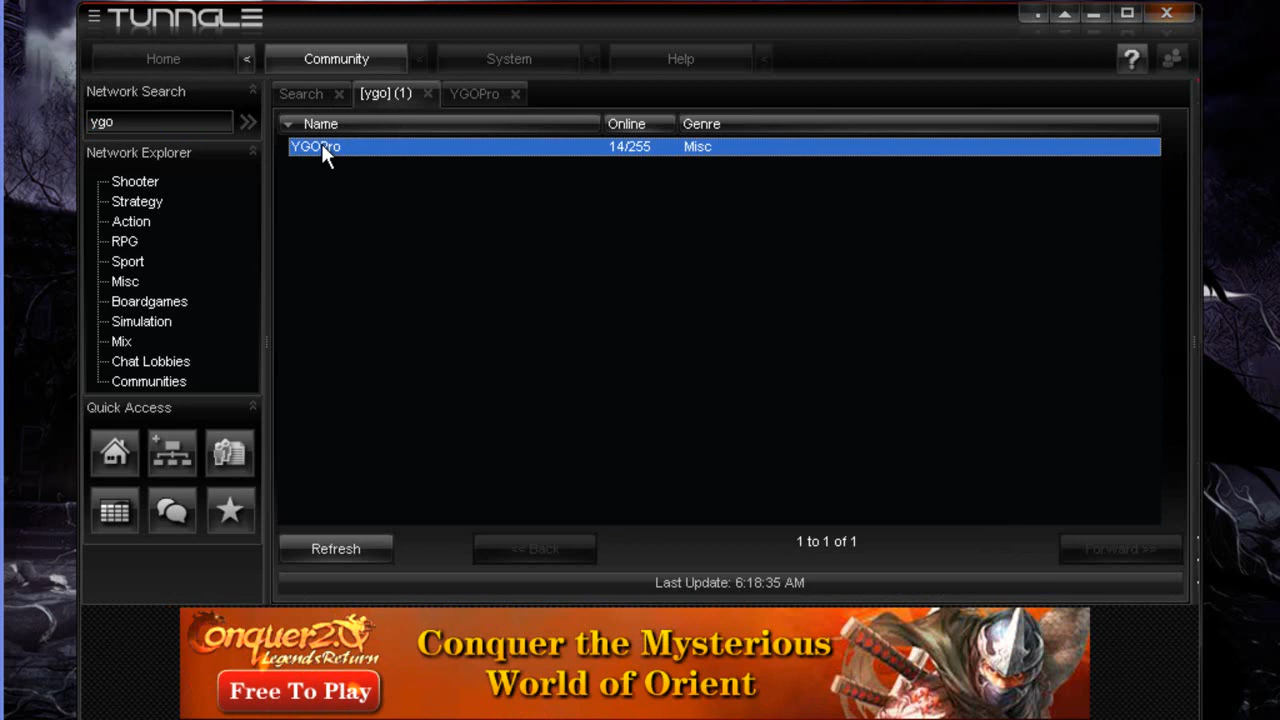 TUNNGLE
Home < Community < System < Help <
?
Network Search
ygo
Network Explorer
Shooter
Strategy
Action
RPG
Sport
Misc
Boardgames
Simulation
Mix
Chat Lobbies
Communities
Quick Access
Search × [ygo] (1) × YGOPro ×
Name Online Genre
YGOPro 14/255 Misc
Refresh << Back 1 to 1 of 1 Forward >>
Last Update: 6:18:35 AM
Conquer2.0
Legends Return
Free To Play
Conquer the Mysterious
World of Orient